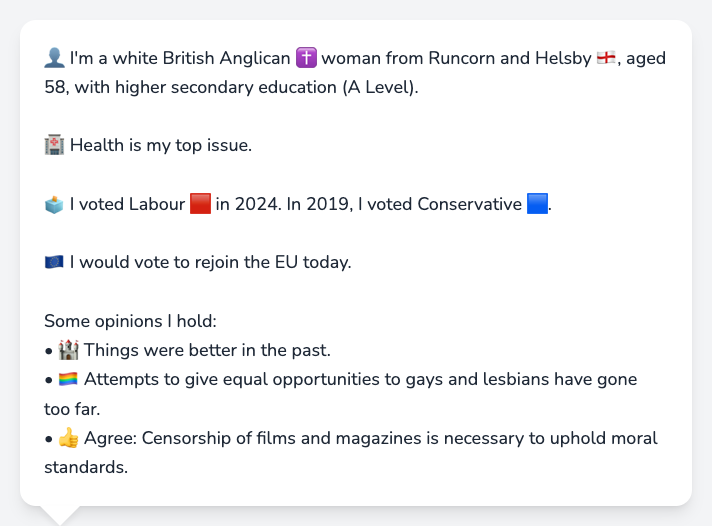 👤 I'm a white British Anglican ✝️ woman from Runcorn and Helsby 🏴󠁧󠁢󠁥󠁮󠁧󠁿, aged
58, with higher secondary education (A Level).
🏥 Health is my top issue.
🗳️ I voted Labour 🟥 in 2024. In 2019, I voted Conservative 🟦.
🇪🇺 I would vote to rejoin the EU today.
Some opinions I hold:
• 🏰 Things were better in the past.
• 🏳️‍🌈 Attempts to give equal opportunities to gays and lesbians have gone
too far.
• 👍 Agree: Censorship of films and magazines is necessary to uphold moral
standards.